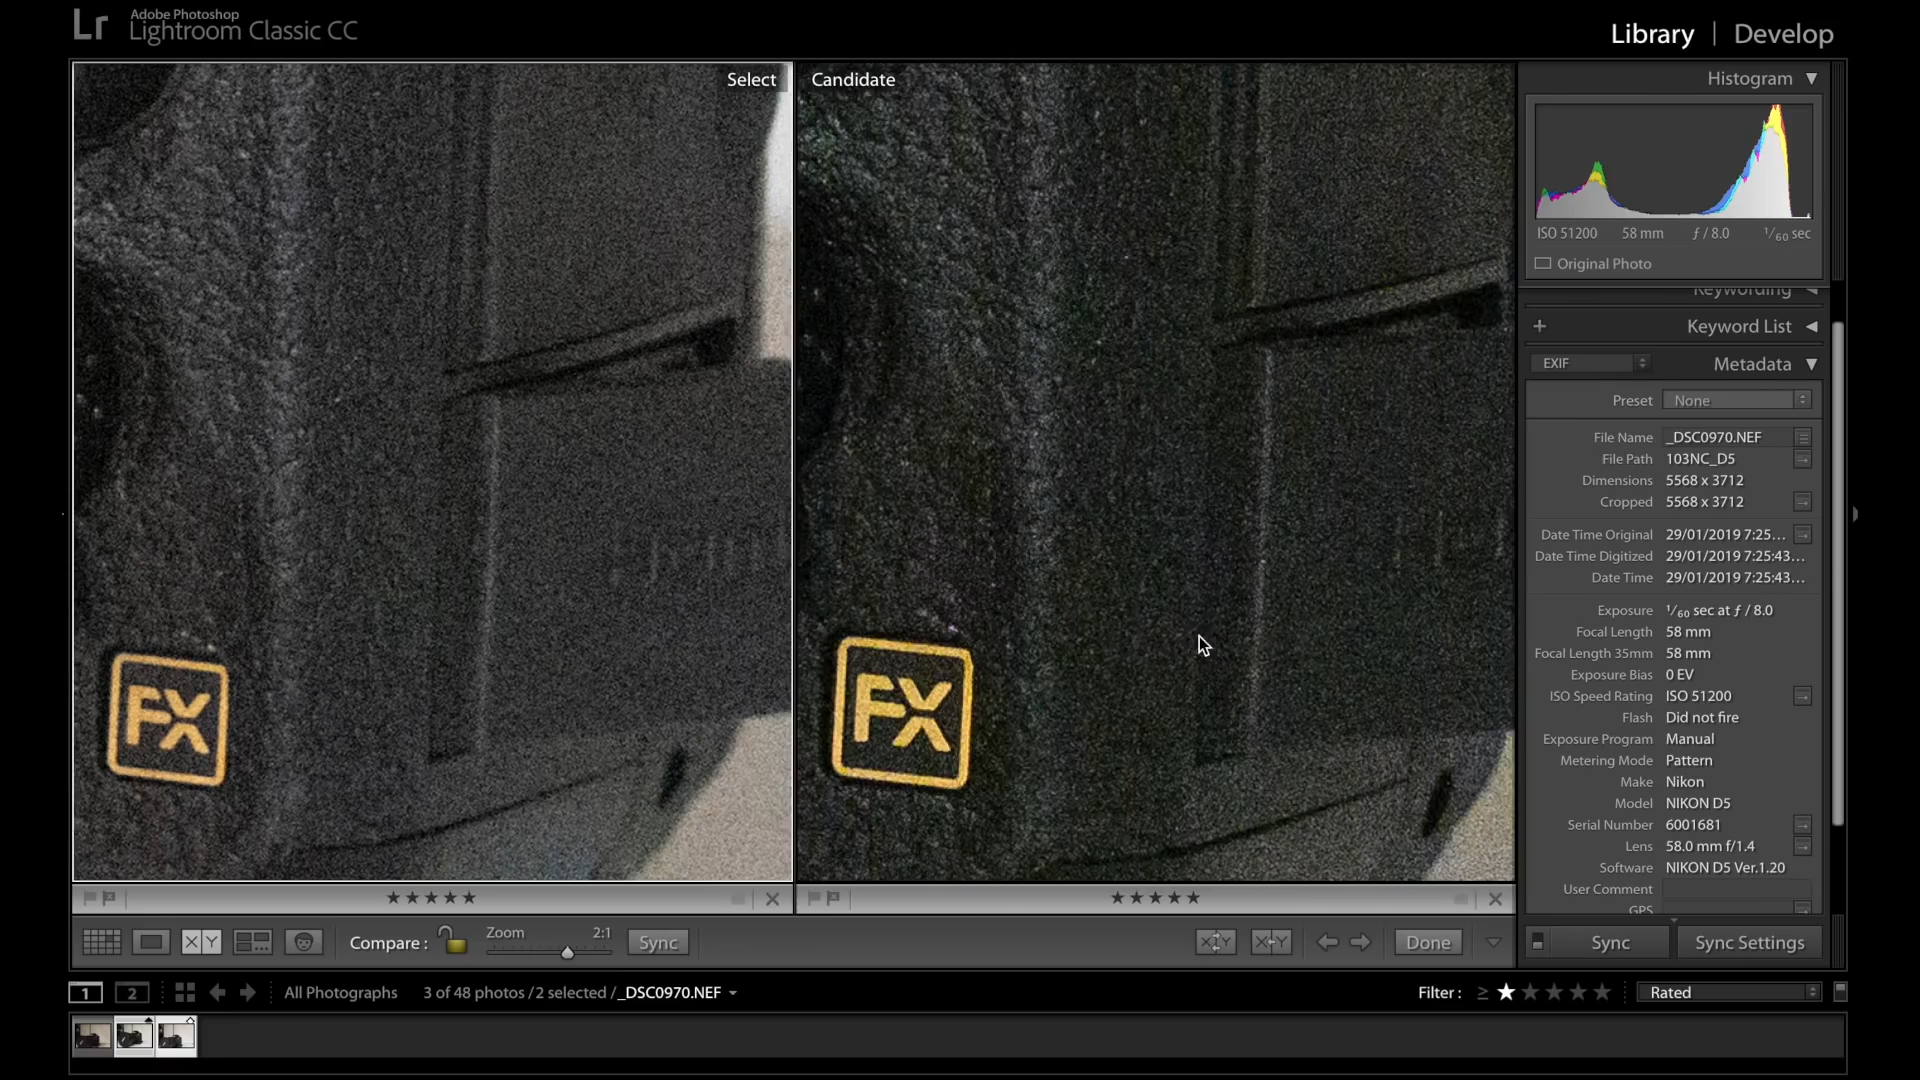 Lr
Adobe Photoshop
Lightroom Classic CC
Library | Develop
Select
Candidate
FX
FX
Histogram
ISO 51200 58 mm ƒ / 8.0 1/60 sec
Original Photo
Keywording
+ Keyword List
EXIF Metadata
Preset None
File Name _DSC0970.NEF
File Path 103NC_D5
Dimensions 5568 x 3712
Cropped 5568 x 3712
Date Time Original 29/01/2019 7:25...
Date Time Digitized 29/01/2019 7:25:43...
Date Time 29/01/2019 7:25:43...
Exposure 1/60 sec at ƒ / 8.0
Focal Length 58 mm
Focal Length 35mm 58 mm
Exposure Bias 0 EV
ISO Speed Rating ISO 51200
Flash Did not fire
Exposure Program Manual
Metering Mode Pattern
Make Nikon
Model NIKON D5
Serial Number 6001681
Lens 58.0 mm f/1.4
Software NIKON D5 Ver.1.20
User Comment
GPS
XY Compare : Zoom 2:1 Sync
X Y X Y Done
Sync Sync Settings
1 2 All Photographs 3 of 48 photos / 2 selected / _DSC0970.NEF
Filter : ≥ ★★★★★ Rated